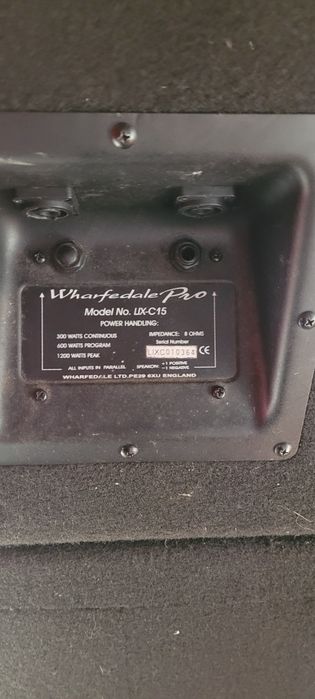 Wharfedale Pro
Model No. LIX-C15
POWER HANDLING:
300 WATTS CONTINUOUS IMPEDANCE: 8 OHMS
600 WATTS PROGRAM Serial Number
1200 WATTS PEAK LIXC010364 CE
ALL INPUTS IN PARALLEL SPEAKON: +1 POSITIVE
-1 NEGATIVE
WHARFEDALE LTD.PE29 6XU ENGLAND